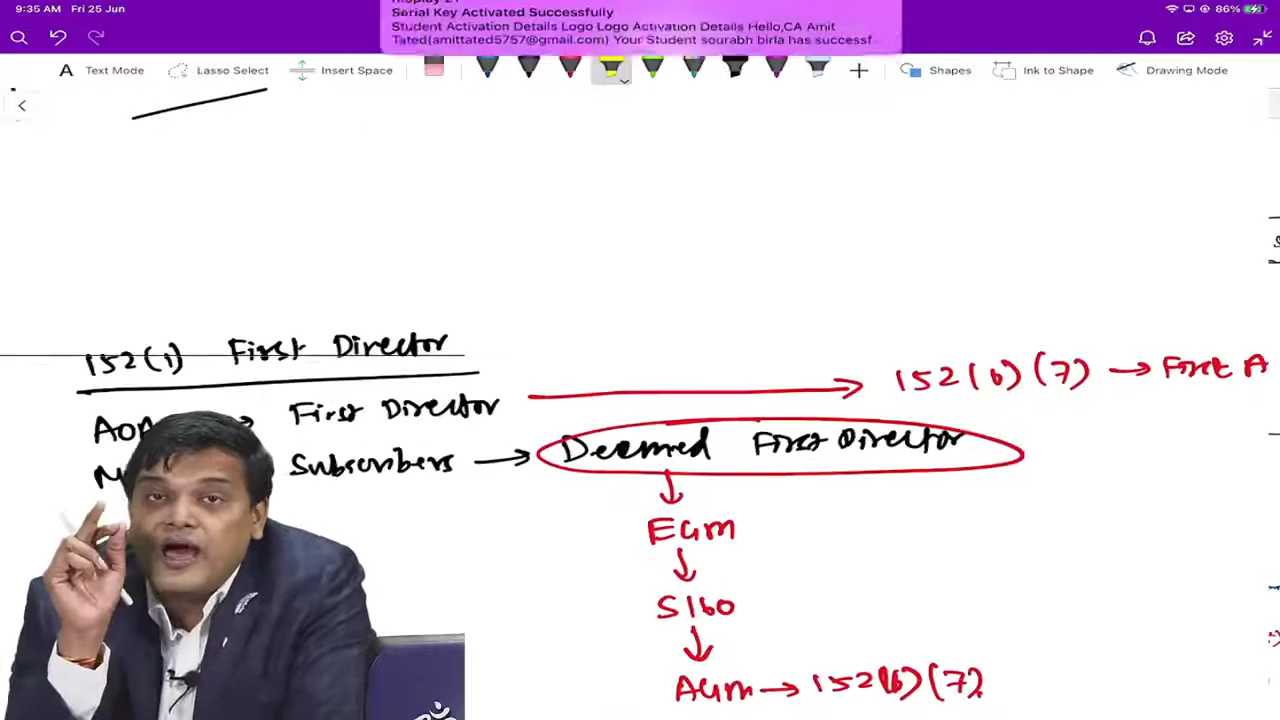 9:35 AM Fri 25 Jun
86%
Serial Key Activated Successfully
Student Activation Details Logo Logo Activation Details Hello,CA Amit
Tated(amittated5757@gmail.com) Your Student sourabh birla has successf
A Text Mode Lasso Select Insert Space Shapes Ink to Shape Drawing Mode
152(1) First Director
AOA → First Director → 152(6)(7) → First A
Subscribers → Deemed First Director
↓
EGM
↓
S160
↓
AGM → 152(6)(7)